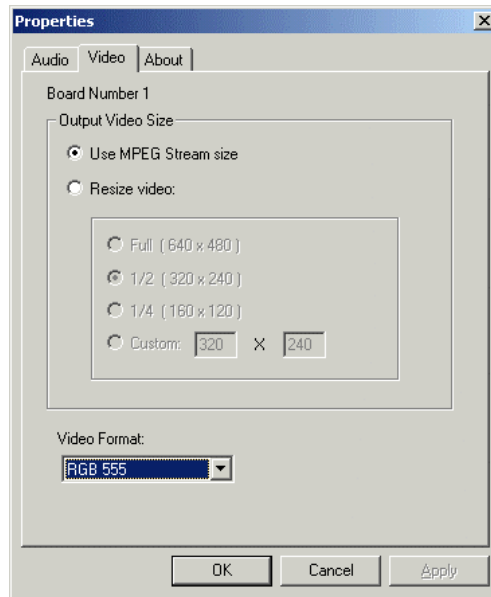 Properties
Audio Video About
Board Number 1
Output Video Size
Use MPEG Stream size
Resize video:
Full ( 640 x 480 )
1/2 ( 320 x 240 )
1/4 ( 160 x 120 )
Custom: 320 X 240
Video Format:
RGB 555
OK Cancel Apply